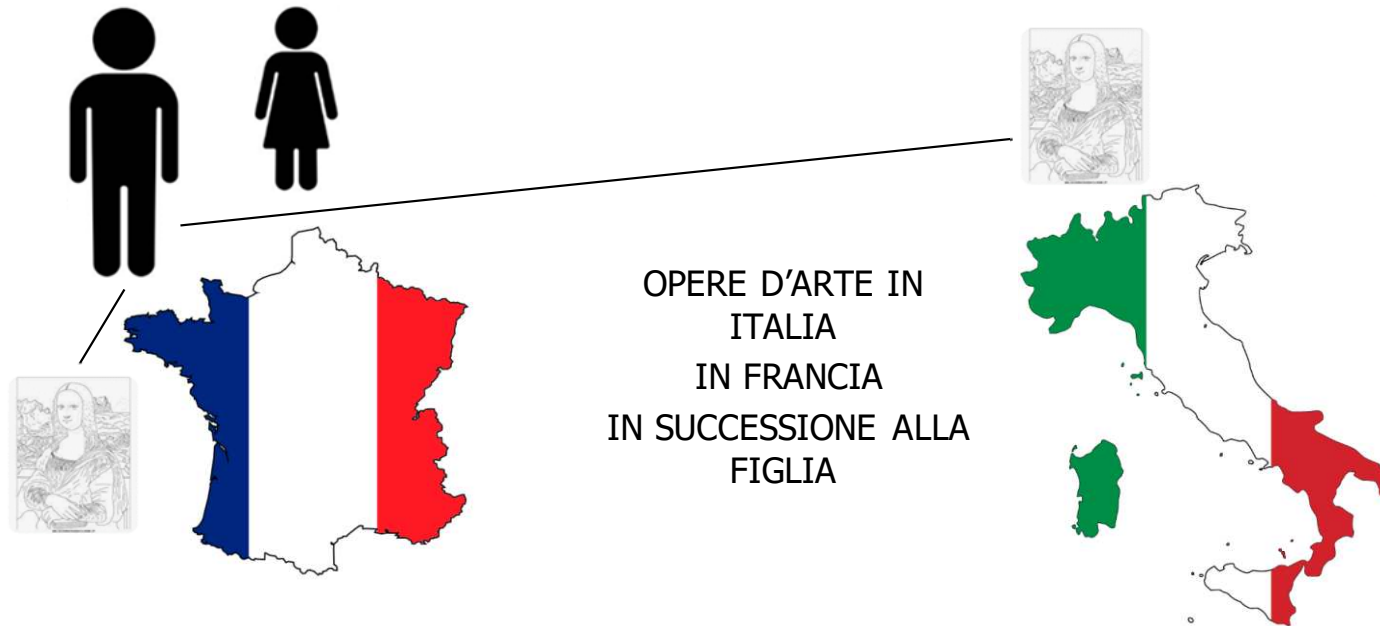 OPERE D'ARTE IN
ITALIA
IN FRANCIA
IN SUCCESSIONE ALLA
FIGLIA